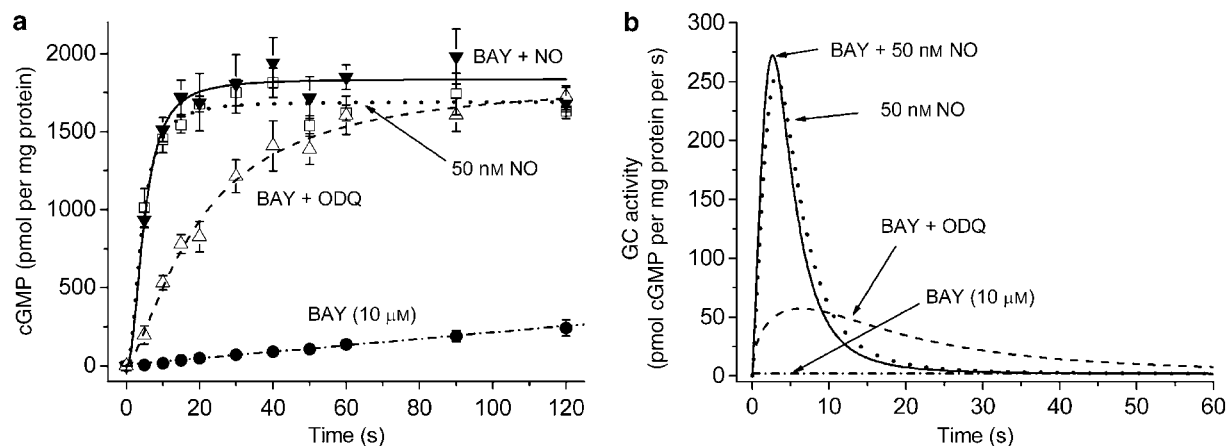 a
cGMP (pmol per mg protein)
2000
1500
1000
500
0
BAY + NO
50 nM NO
BAY + ODQ
BAY (10 μM)
0 20 40 60 80 100 120
Time (s)
b
GC activity
(pmol cGMP per mg protein per s)
300
250
200
150
100
50
0
BAY + 50 nM NO
50 nM NO
BAY + ODQ
BAY (10 μM)
0 10 20 30 40 50 60
Time (s)